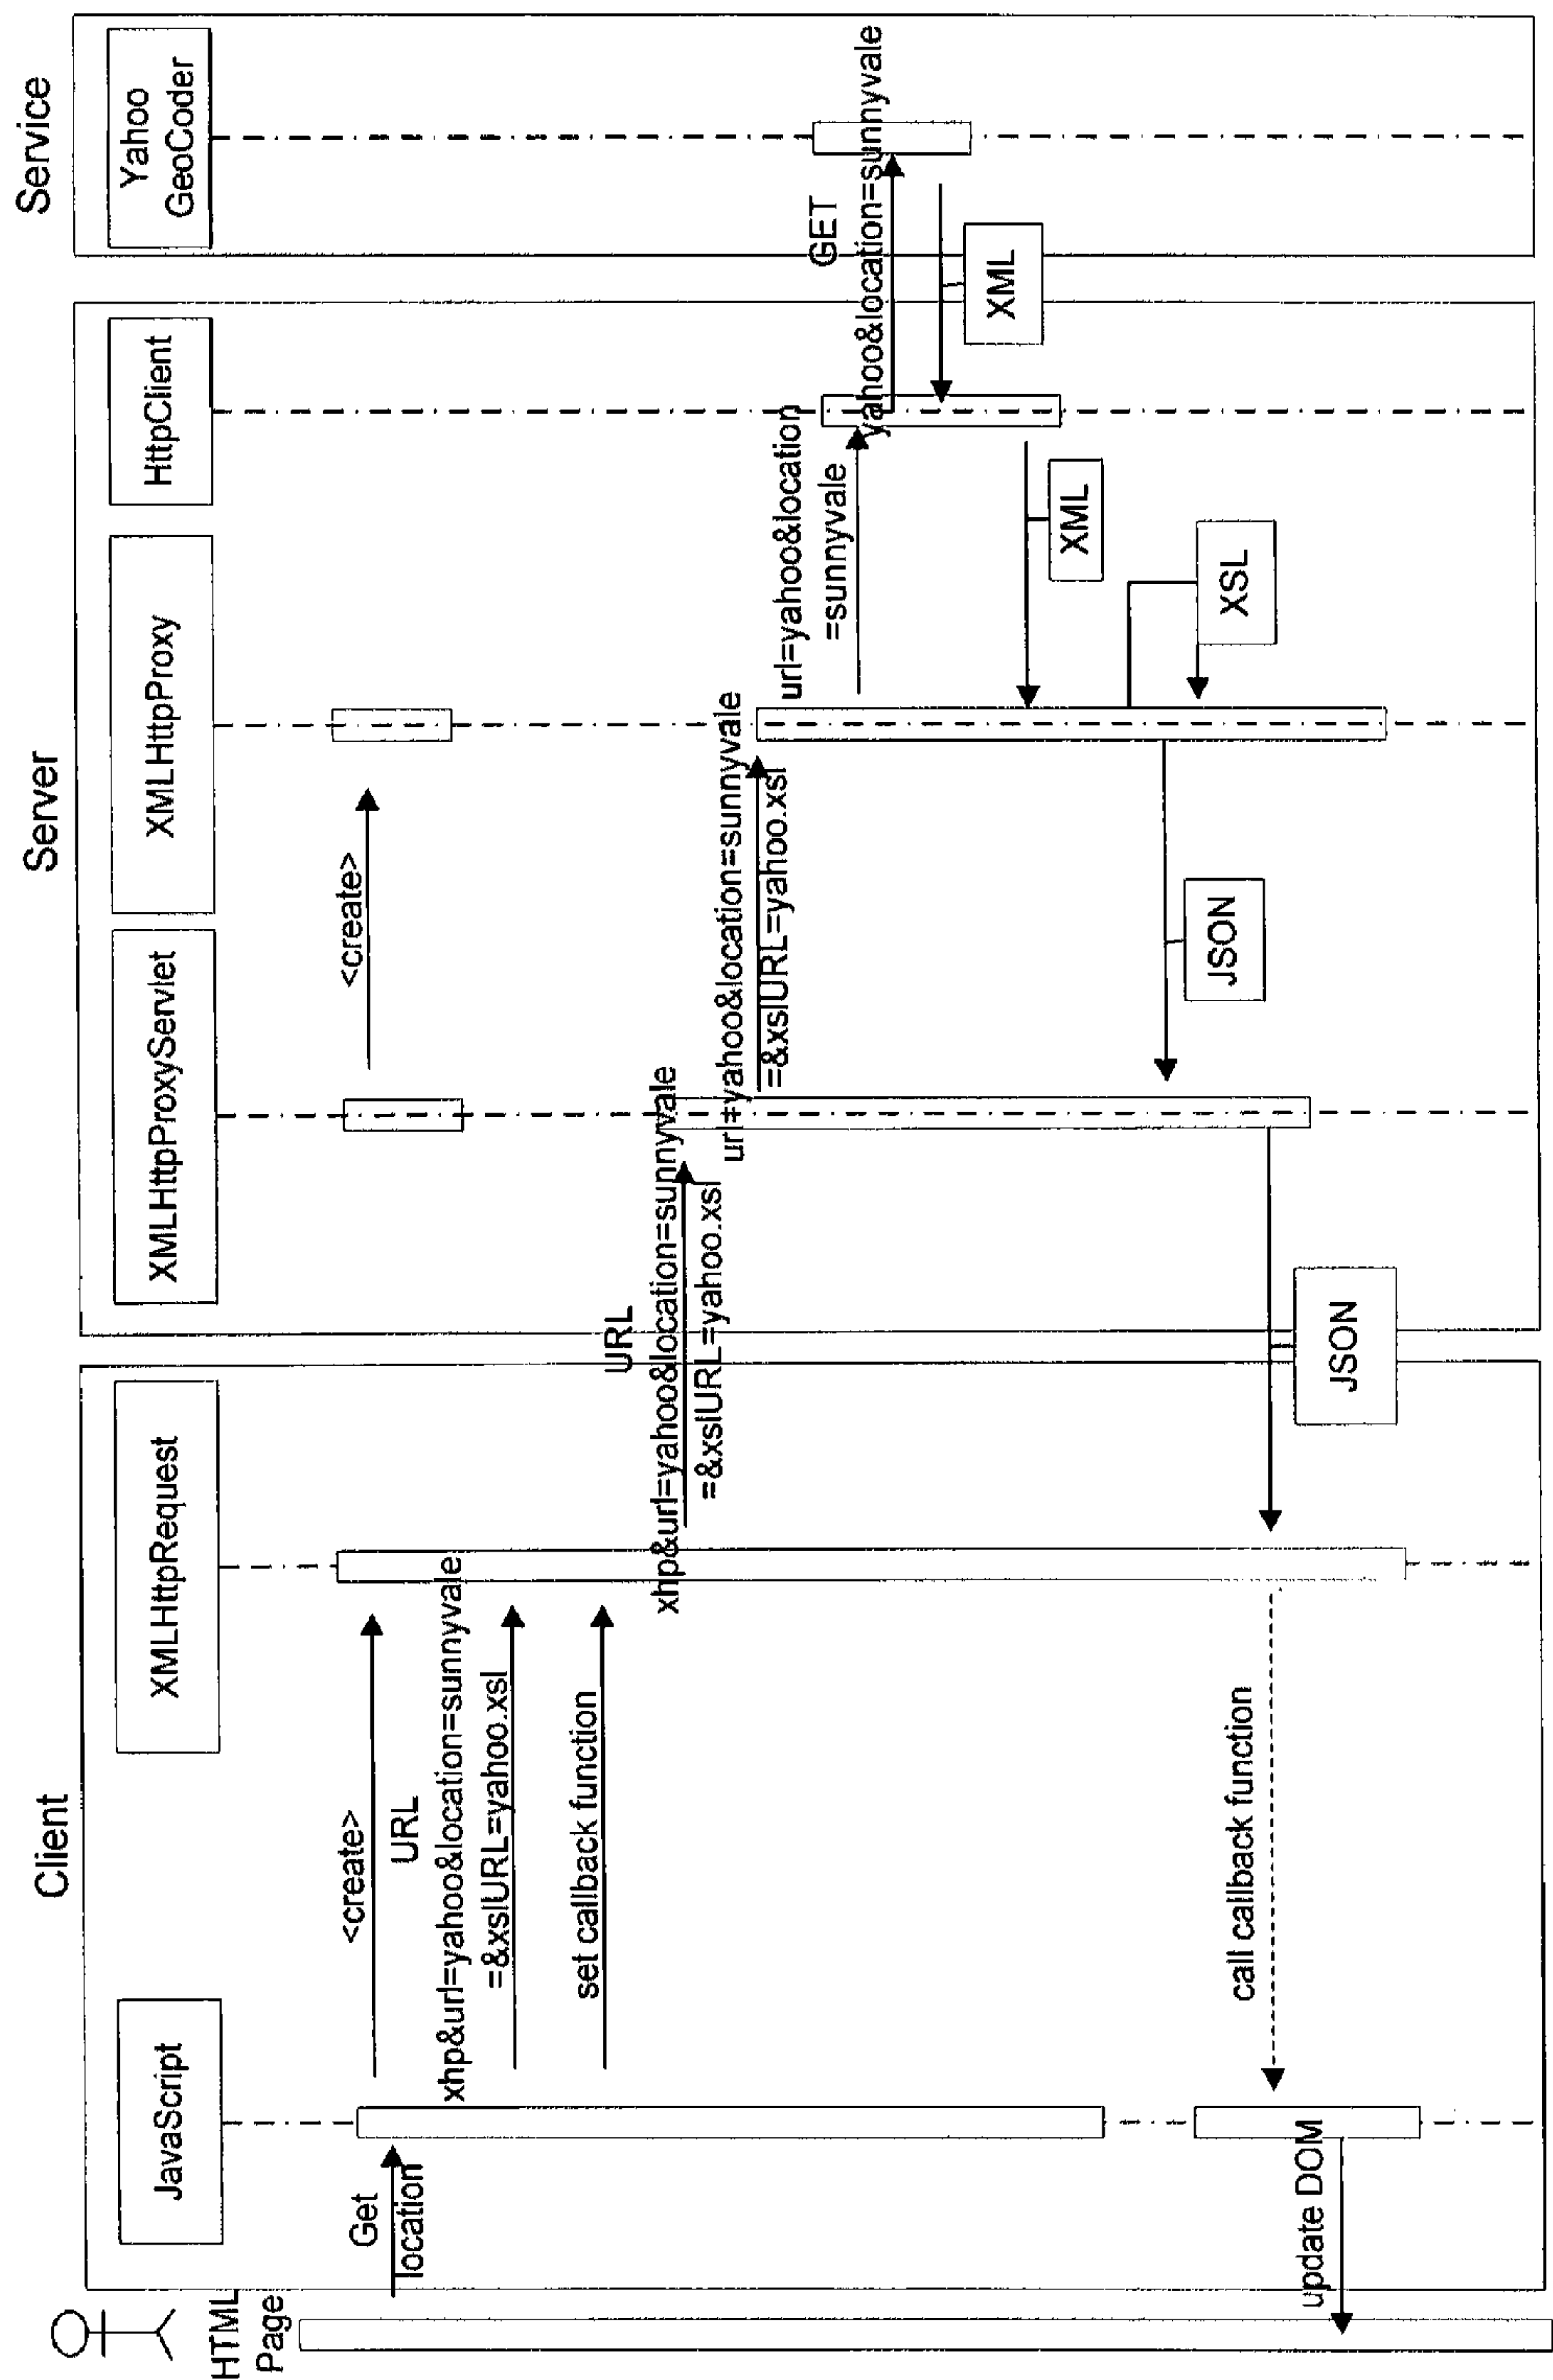 Client
Server
Service
HTML
Page
JavaScript
XMLHttpRequest
XMLHttpProxyServlet
XMLHttpProxy
HttpClient
Yahoo
GeoCoder
Get
location
<create>
<create>
URL
xhp&url=yahoo&location=sunnyvale
=&xslURL=yahoo.xsl
set callback function
URL
xhp&url=yahoo&location=sunnyvale
=&xslURL=yahoo.xsl
url=yahoo&location=sunnyvale
=&xslURL=yahoo.xsl
url=yahoo&location
=sunnyvale
GET
yahoo&location=sunnyvale
XML
XML
XSL
JSON
JSON
call callback function
update DOM